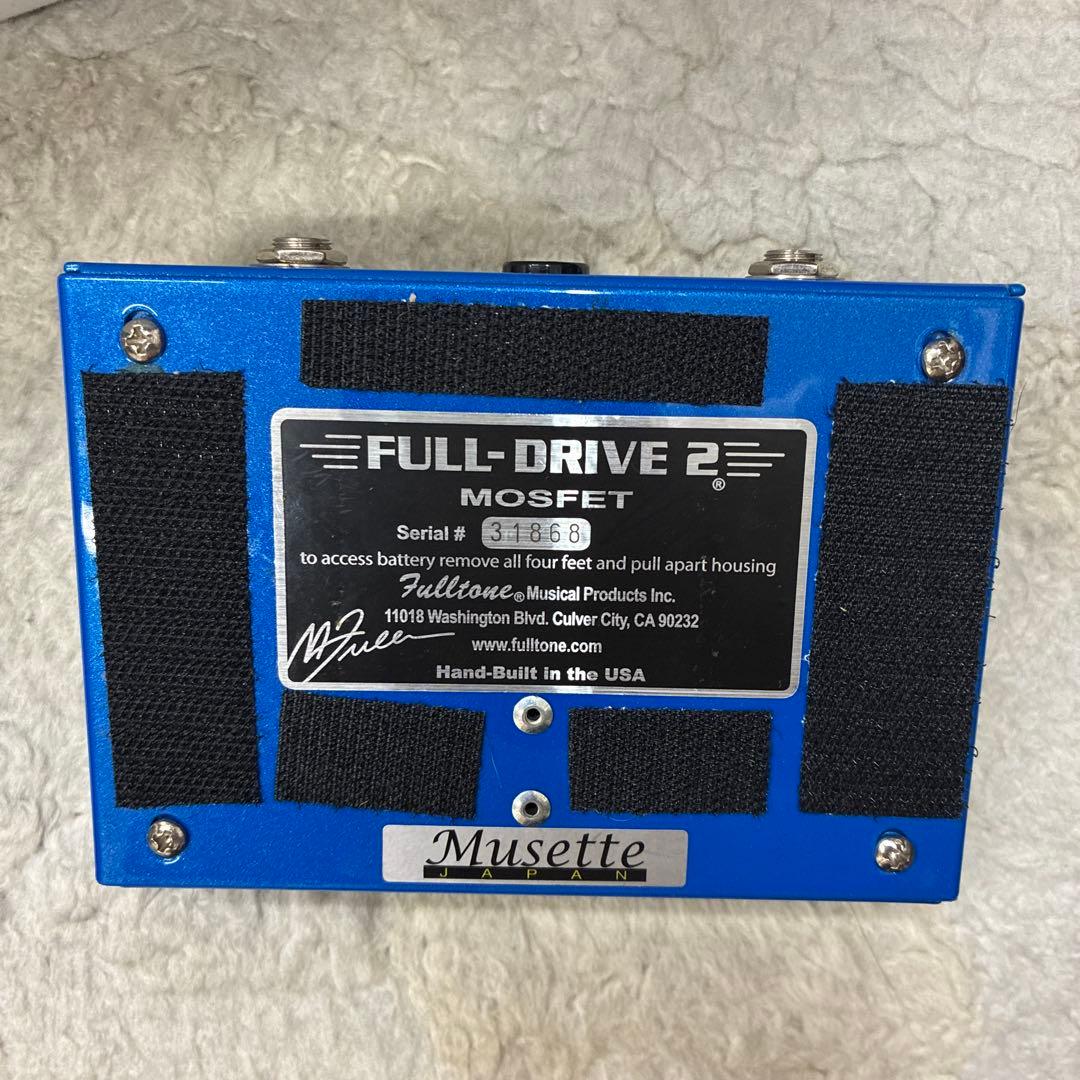 FULL-DRIVE 2®
MOSFET
Serial # 31868
to access battery remove all four feet and pull apart housing
Fulltone® Musical Products Inc.
11018 Washington Blvd. Culver City, CA 90232
M Fuller
www.fulltone.com
Hand-Built in the USA
Musette
JAPAN